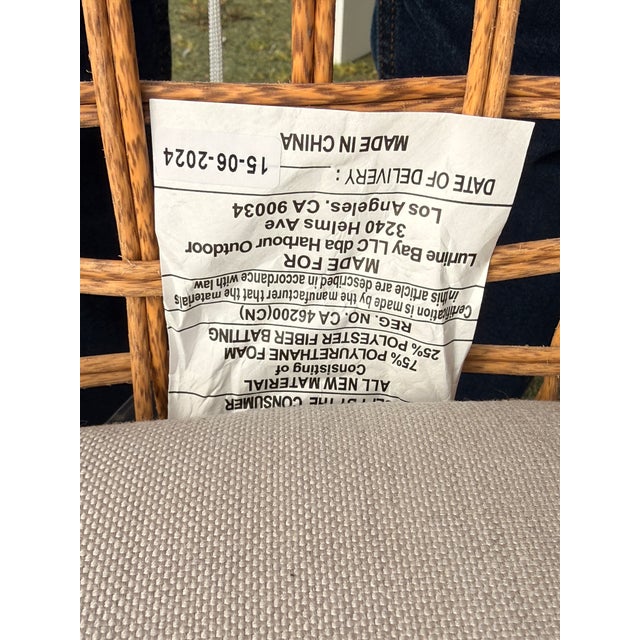 BY THE CONSUMER
ALL NEW MATERIAL
Consisting of
75% POLYURETHANE FOAM
25% POLYESTER FIBER BATTING
REG. NO. CA 46200(CN)
Certification is made by the manufacturer that the materials
in this article are described in accordance with law
MADE FOR
Lurline Bay LLC dba Harbour Outdoor
3240 Helms Ave
Los Angeles. CA 90034
DATE OF DELIVERY : 15-06-2024
MADE IN CHINA